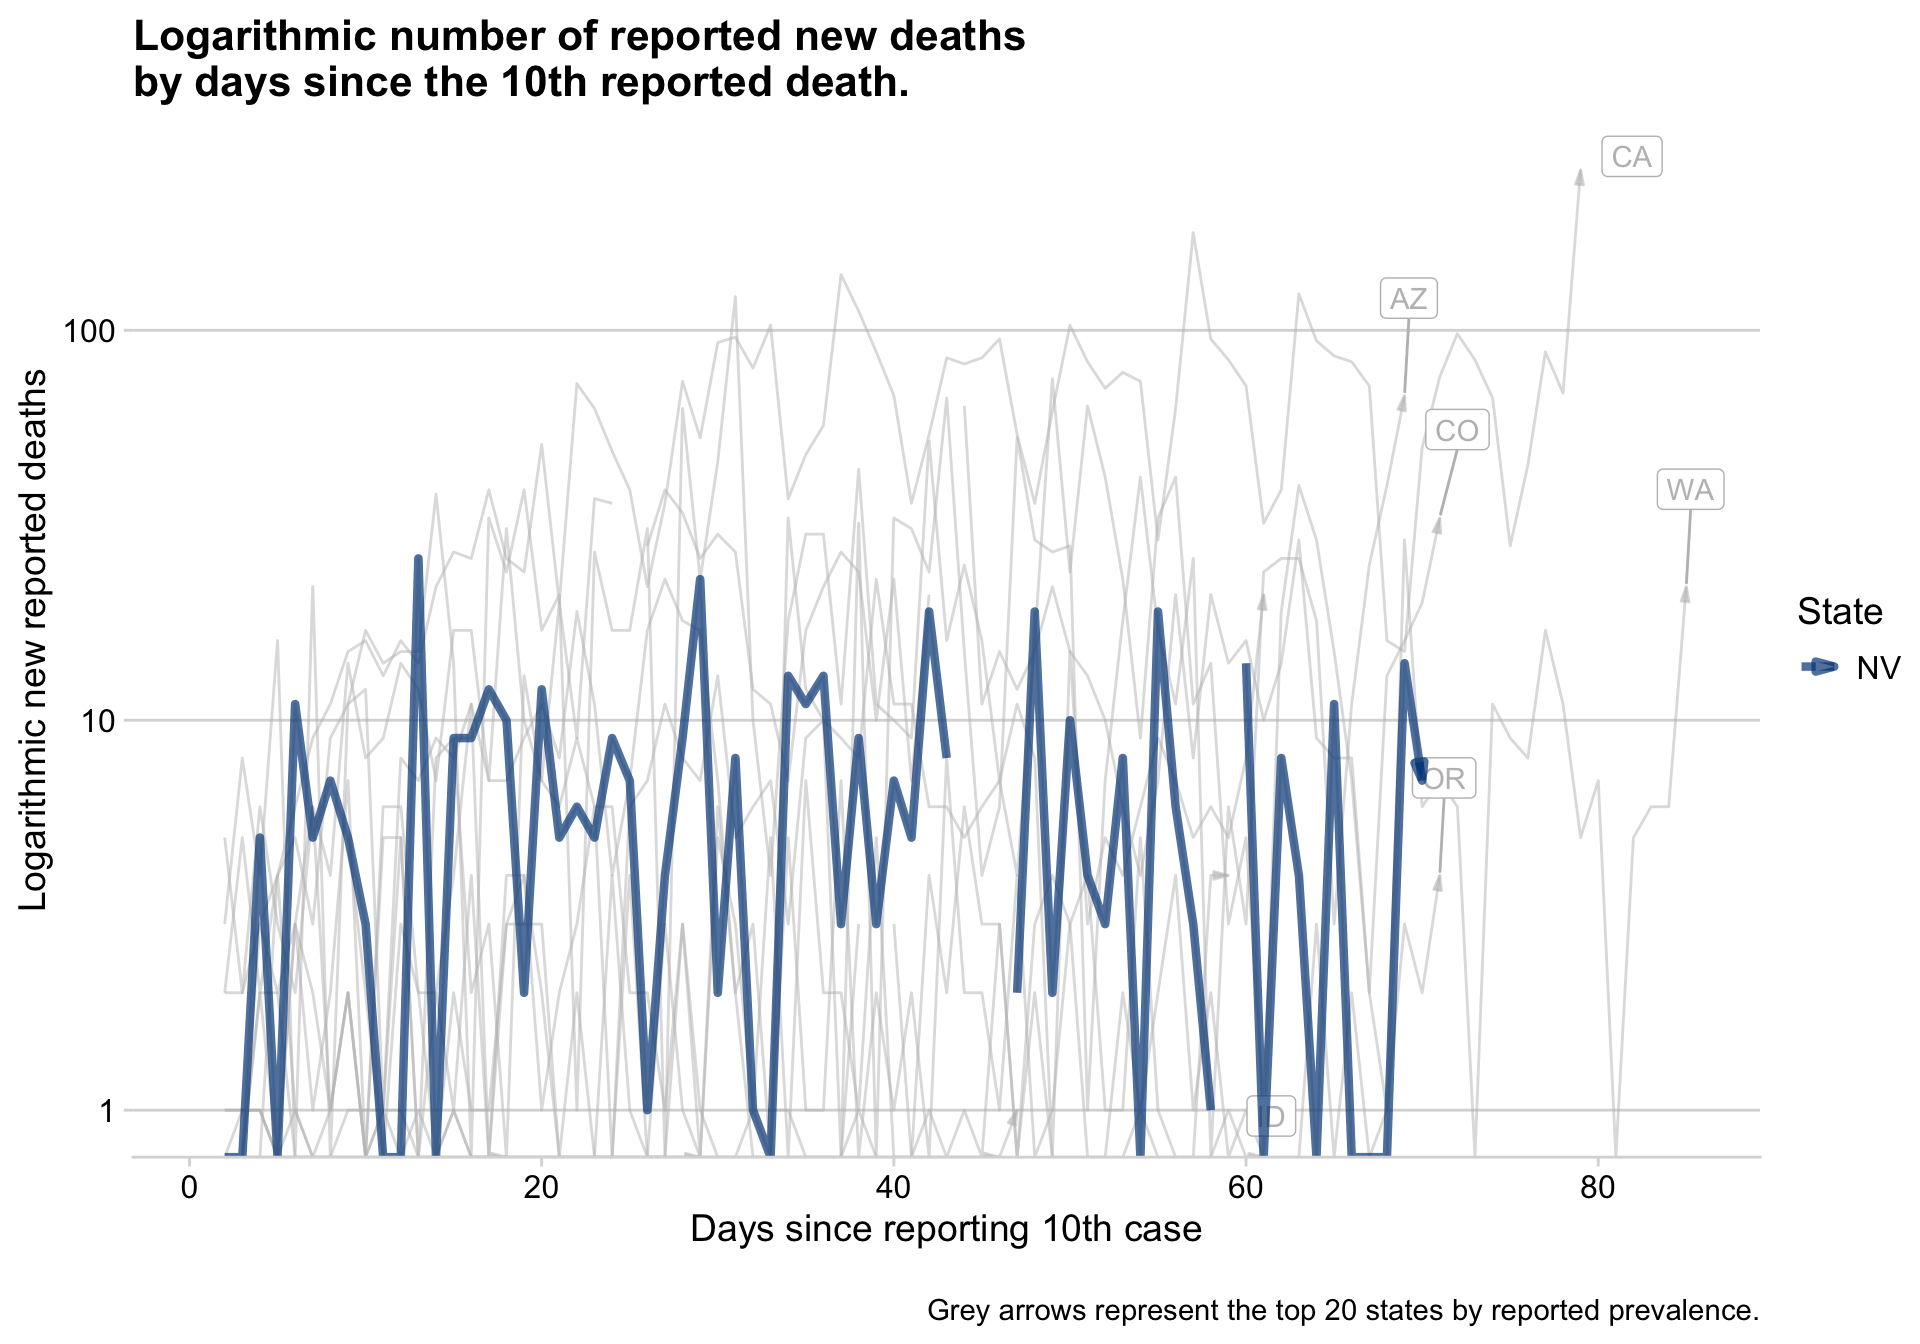 Logarithmic number of reported new deaths
by days since the 10th reported death.
CA
AZ
100
CO
WA
Logarithmic new reported deaths
State
NV
10
OR
1
ID
0 20 40 60 80
Days since reporting 10th case
Grey arrows represent the top 20 states by reported prevalence.